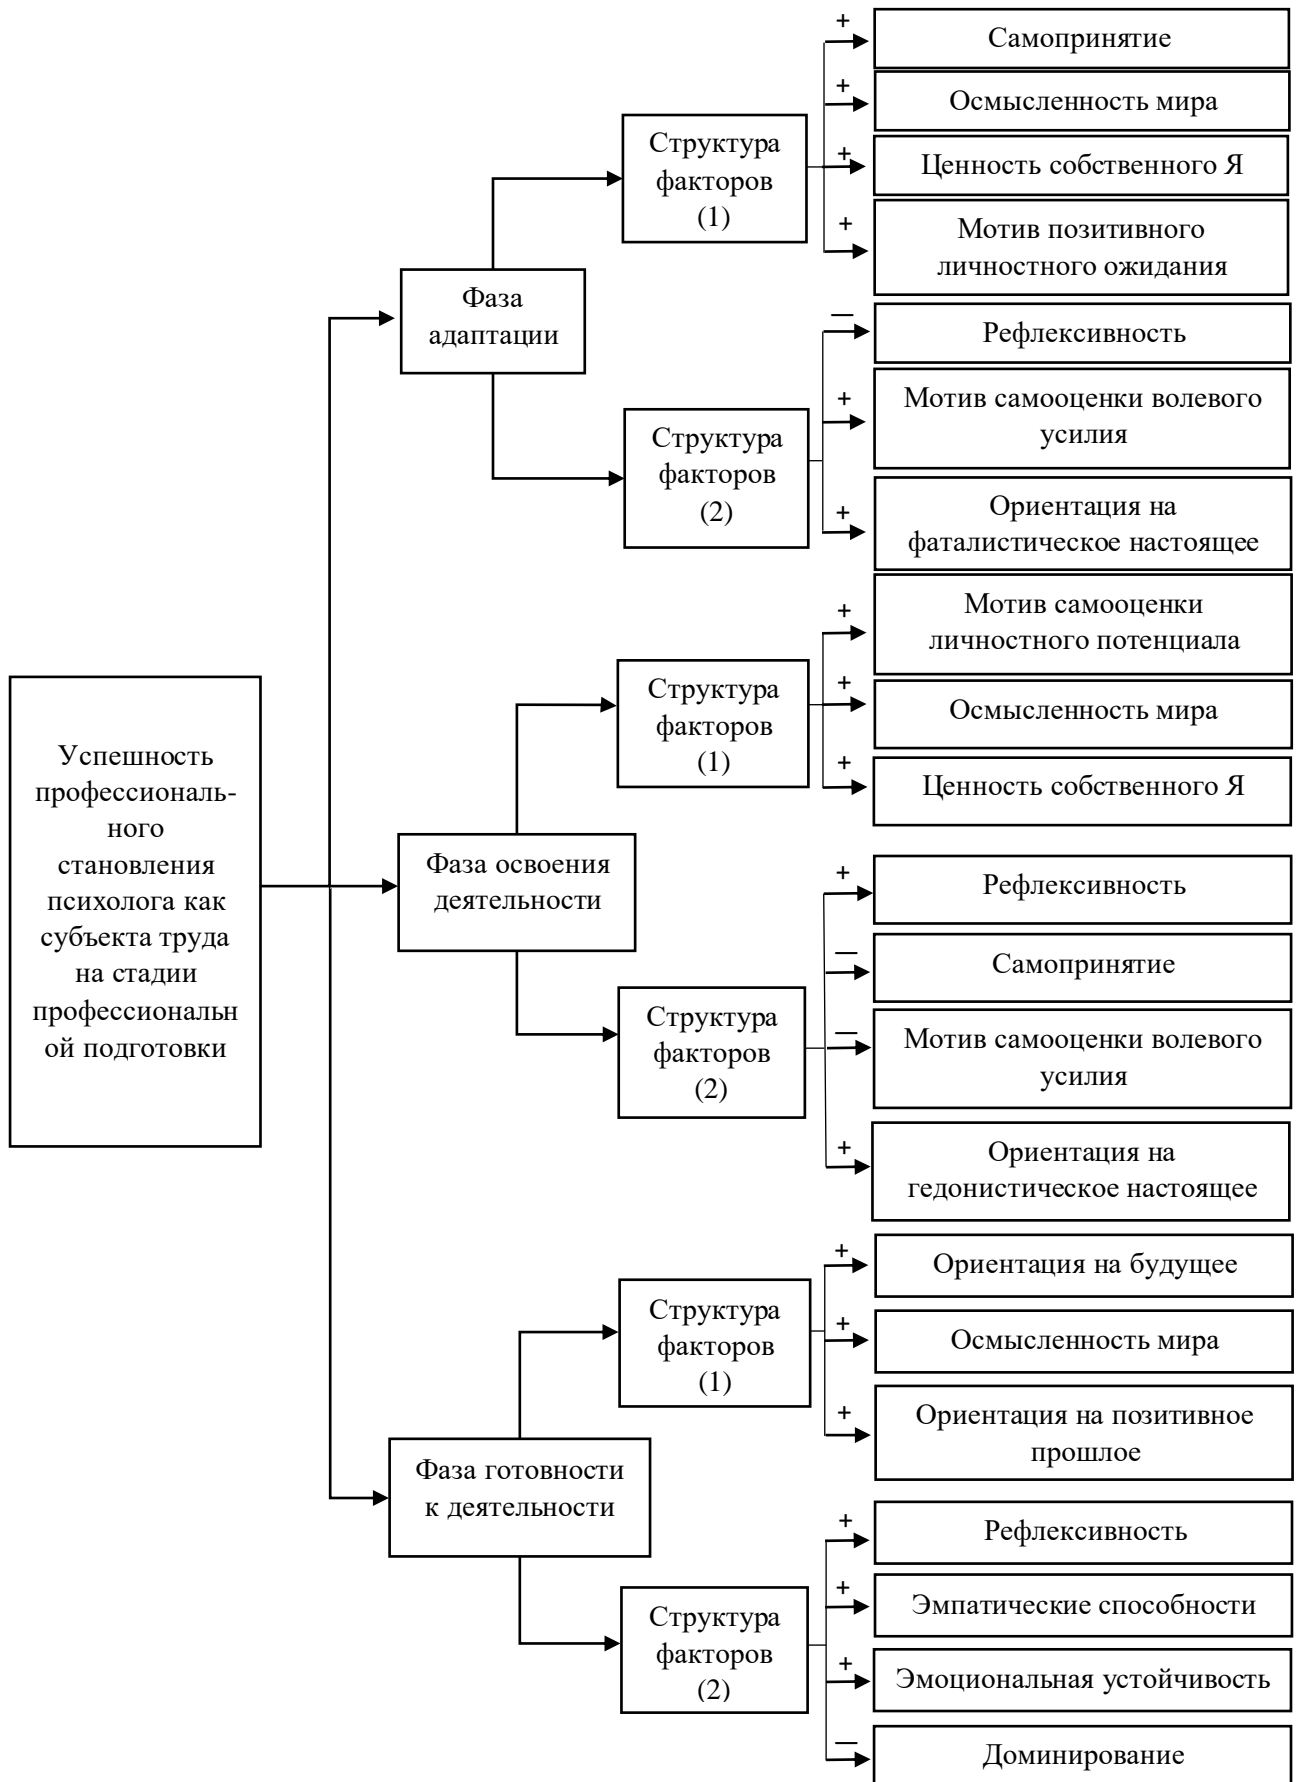 Успешность
профессиональ-
ного
становления
психолога как
субъекта труда
на стадии
профессиональн
ой подготовки
Фаза
адаптации
Структура
факторов
(1)
+
Самопринятие
+
Осмысленность мира
+
Ценность собственного Я
+
Мотив позитивного
личностного ожидания
Структура
факторов
(2)
—
Рефлексивность
+
Мотив самооценки волевого
усилия
+
Ориентация на
фаталистическое настоящее
Фаза освоения
деятельности
Структура
факторов
(1)
+
Мотив самооценки
личностного потенциала
+
Осмысленность мира
+
Ценность собственного Я
Структура
факторов
(2)
+
Рефлексивность
—
Самопринятие
—
Мотив самооценки волевого
усилия
+
Ориентация на
гедонистическое настоящее
Фаза готовности
к деятельности
Структура
факторов
(1)
+
Ориентация на будущее
+
Осмысленность мира
+
Ориентация на позитивное
прошлое
Структура
факторов
(2)
+
Рефлексивность
+
Эмпатические способности
+
Эмоциональная устойчивость
—
Доминирование